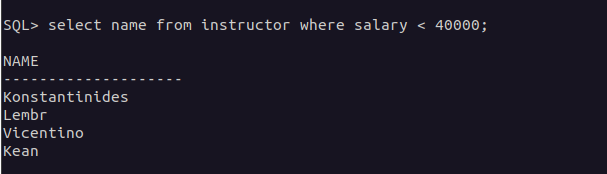 SQL> select name from instructor where salary < 40000;
NAME
--------------------
Konstantinides
Lembr
Vicentino
Kean